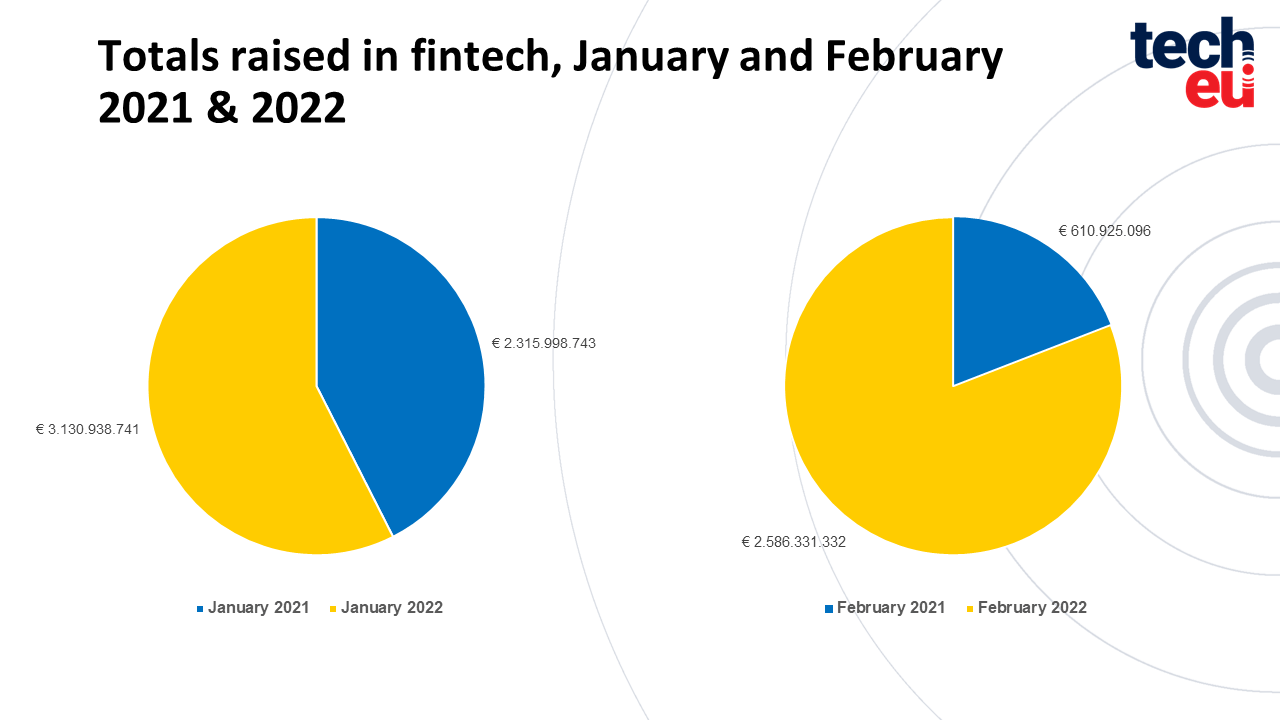 Totals raised in fintech, January and February
2021 & 2022
tech
eu
€ 2.315.998.743
€ 3.130.938.741
January 2021 January 2022
€ 610.925.096
€ 2.586.331.332
February 2021 February 2022